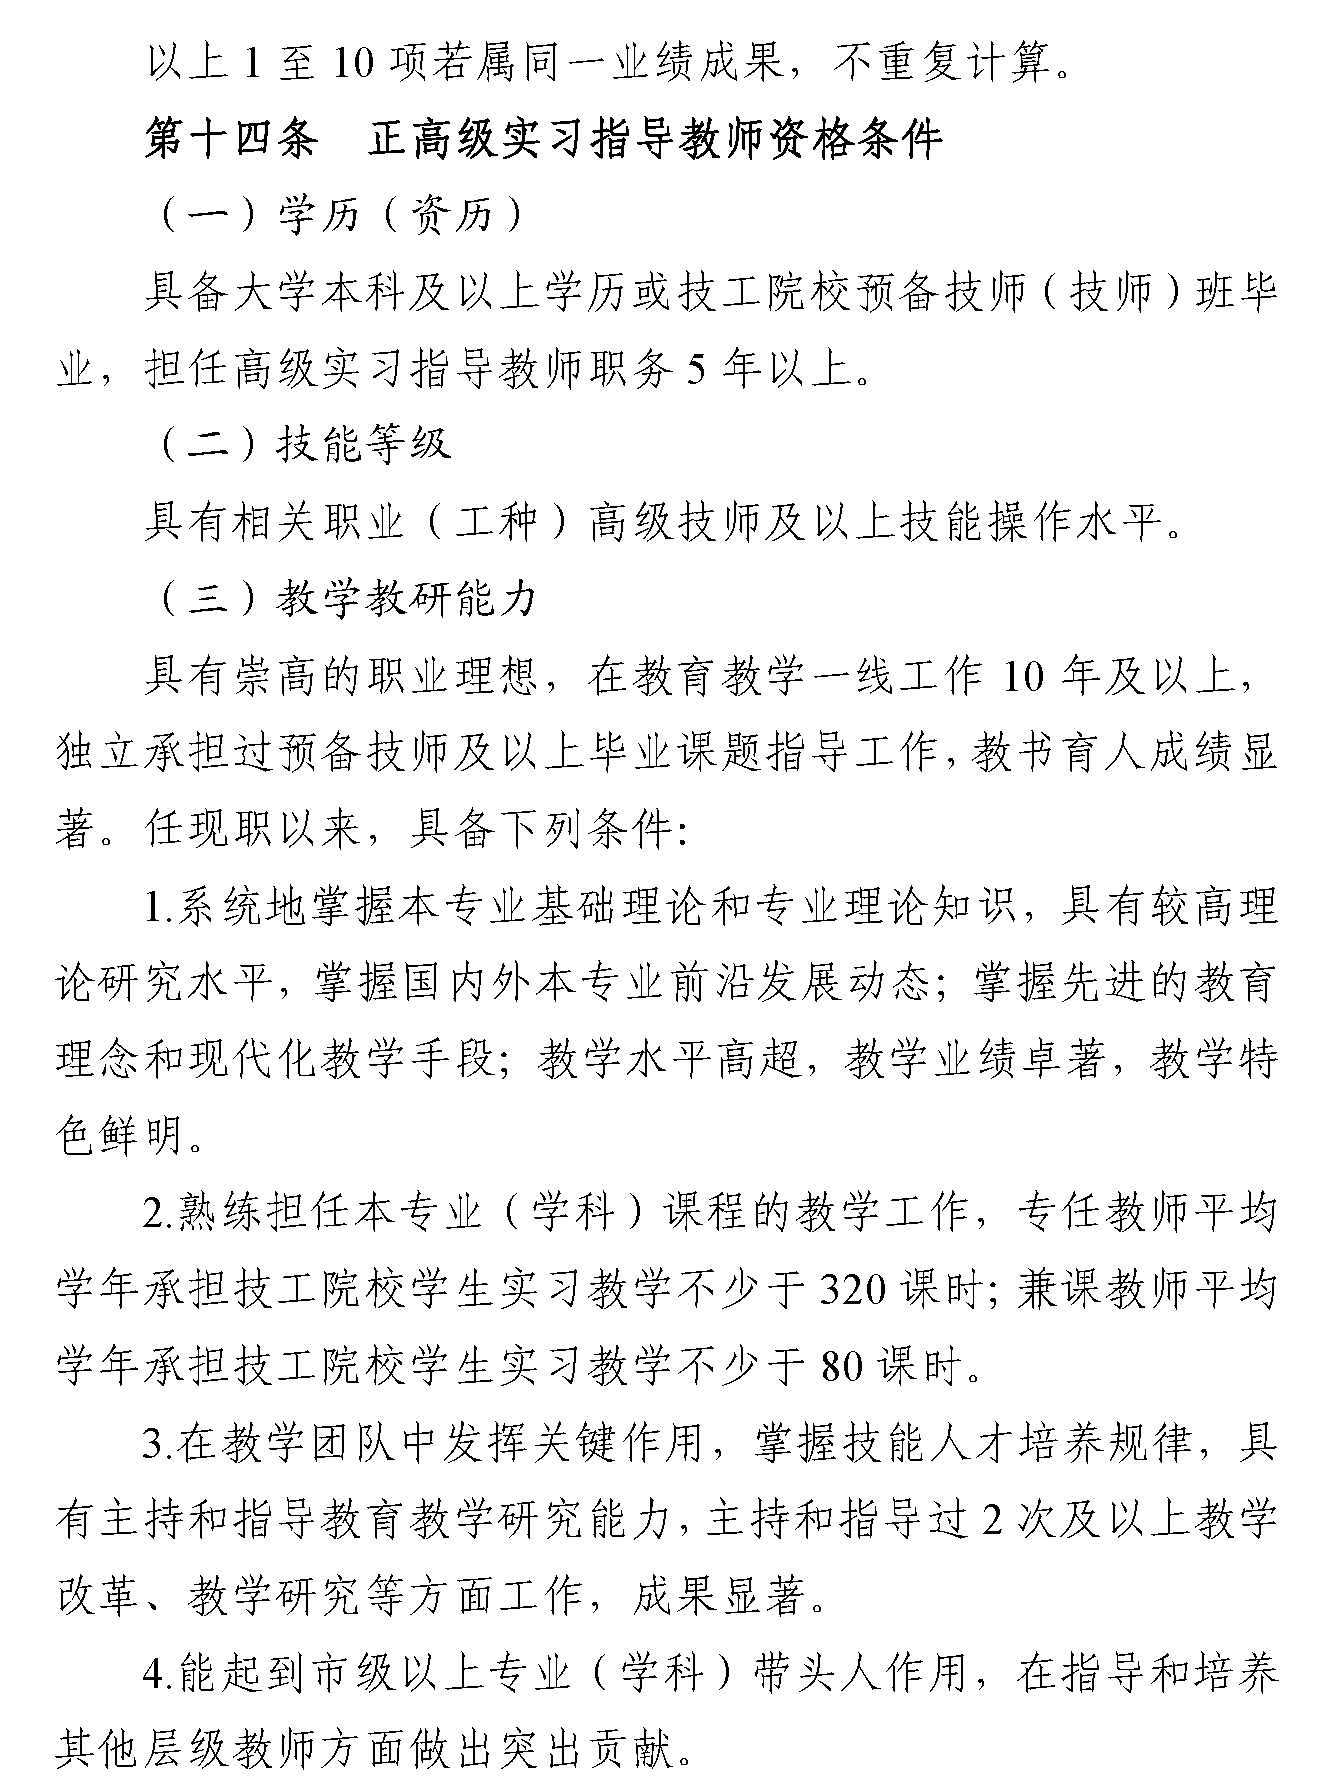 以上 1 至 10 项若属同一业绩成果，不重复计算。
第十四条　正高级实习指导教师资格条件
（一）学历（资历）
具备大学本科及以上学历或技工院校预备技师（技师）班毕
业，担任高级实习指导教师职务 5 年以上。
（二）技能等级
具有相关职业（工种）高级技师及以上技能操作水平。
（三）教学教研能力
具有崇高的职业理想，在教育教学一线工作 10 年及以上，
独立承担过预备技师及以上毕业课题指导工作，教书育人成绩显
著。任现职以来，具备下列条件：
1.系统地掌握本专业基础理论和专业理论知识，具有较高理
论研究水平，掌握国内外本专业前沿发展动态；掌握先进的教育
理念和现代化教学手段；教学水平高超，教学业绩卓著，教学特
色鲜明。
2.熟练担任本专业（学科）课程的教学工作，专任教师平均
学年承担技工院校学生实习教学不少于 320 课时；兼课教师平均
学年承担技工院校学生实习教学不少于 80 课时。
3.在教学团队中发挥关键作用，掌握技能人才培养规律，具
有主持和指导教育教学研究能力，主持和指导过 2 次及以上教学
改革、教学研究等方面工作，成果显著。
4.能起到市级以上专业（学科）带头人作用，在指导和培养
其他层级教师方面做出突出贡献。